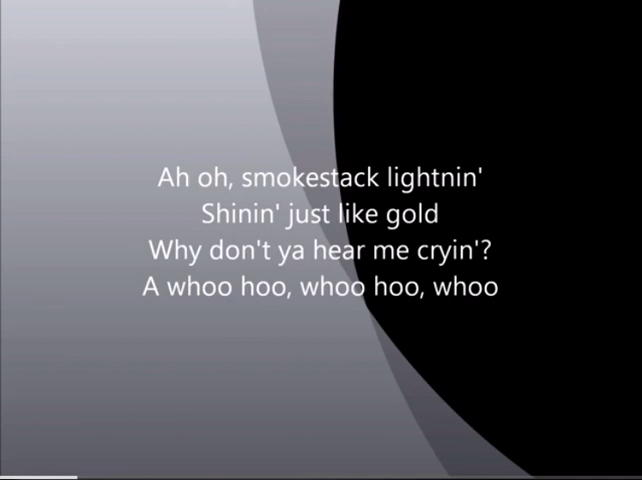 Ah oh, smokestack lightnin'
Shinin' just like gold
Why don't ya hear me cryin'?
A whoo hoo, whoo hoo, whoo